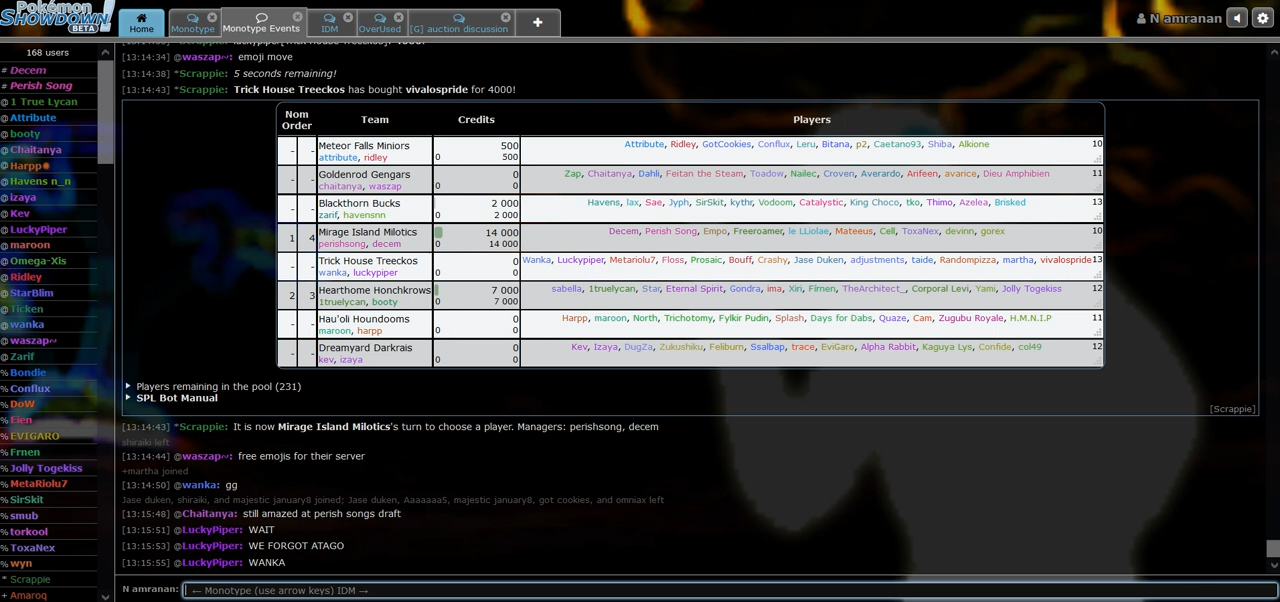 Pokémon
SHOWDOWN!
BETA
Home
Monotype
Monotype Events
IDM
OverUsed
[G] auction discussion
N amranan
168 users
# Decem
# Perish Song
@ 1 True Lycan
@ Attribute
@ booty
@ Chaitanya
@ Harpp
@ Havens n_n
@ izaya
@ Kev
@ LuckyPiper
@ maroon
@ Omega-Xis
@ Ridley
@ StarBlim
@ Ticken
@ wanka
@ waszap~
@ Zarif
% Bondie
% Conflux
% DoW
% Eien
% EVIGARO
% Frnen
% Jolly Togekiss
% MetaRiolu7
% SirSkit
% smub
% torkool
% ToxaNex
% wyn
* Scrappie
+ Amaroq
[13:14:34] @waszap~: emoji move
[13:14:38] *Scrappie: 5 seconds remaining!
[13:14:43] *Scrappie: Trick House Treeckos has bought vivalospride for 4000!
Nom Order Team Credits Players
- - Meteor Falls Miniors attribute, ridley 500 0 500 Attribute, Ridley, GotCookies, Conflux, Leru, Bitana, p2, Caetano93, Shiba, Alkione 10
- - Goldenrod Gengars chaitanya, waszap 0 0 0 Zap, Chaitanya, Dahli, Feitan the Steam, Toadow, Nailec, Croven, Averardo, Arifeen, avarice, Dieu Amphibien 11
- - Blackthorn Bucks zarif, havensnn 2 000 0 2 000 Havens, lax, Sae, Jyph, SirSkit, kythr, Vodoom, Catalystic, King Choco, tko, Thimo, Azelea, Brisked 13
1 4 Mirage Island Milotics perishsong, decem 14 000 0 14 000 Decem, Perish Song, Empo, Freeroamer, le LLiolae, Mateeus, Cell, ToxaNex, devinn, gorex 10
- - Trick House Treeckos wanka, luckypiper 0 0 0 Wanka, Luckypiper, Metariolu7, Floss, Prosaic, Bouff, Crashy, Jase Duken, adjustments, taide, Randompizza, martha, vivalospride 13
2 3 Hearthome Honchkrows 1truelycan, booty 7 000 0 7 000 sabella, 1truelycan, Star, Eternal Spirit, Gondra, ima, Xiri, Fírnen, TheArchitect_, Corporal Levi, Yami, Jolly Togekiss 12
- - Hau'oli Houndooms maroon, harpp 0 0 0 Harpp, maroon, North, Trichotomy, Fylkir Pudin, Splash, Days for Dabs, Quaze, Cam, Zugubu Royale, H.M.N.I.P 11
- - Dreamyard Darkrais kev, izaya 0 0 0 Kev, Izaya, DugZa, Zukushiku, Feliburn, Ssalbap, trace, EviGaro, Alpha Rabbit, Kaguya Lys, Confide, col49 12
Players remaining in the pool (231)
SPL Bot Manual
[Scrappie]
[13:14:43] *Scrappie: It is now Mirage Island Milotics's turn to choose a player. Managers: perishsong, decem
shiraiki left
[13:14:44] @waszap~: free emojis for their server
+martha joined
[13:14:50] @wanka: gg
Jase duken, shiraiki, and majestic january8 joined; Jase duken, Aaaaaaa5, majestic january8, got cookies, and omniax left
[13:15:48] @Chaitanya: still amazed at perish songs draft
[13:15:51] @LuckyPiper: WAIT
[13:15:53] @LuckyPiper: WE FORGOT ATAGO
[13:15:55] @LuckyPiper: WANKA
N amranan: ← Monotype (use arrow keys) IDM →